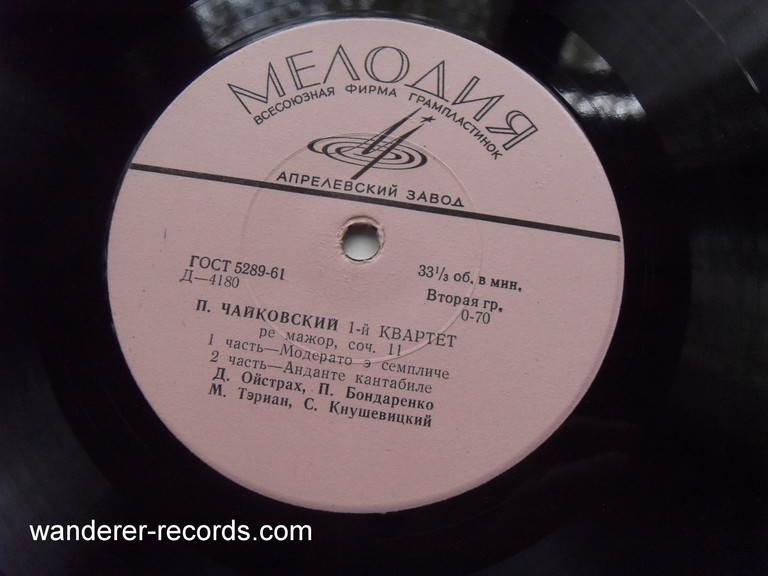 МЕЛОДИЯ
ВСЕСОЮЗНАЯ ФИРМА ГРАМПЛАСТИНОК
АПРЕЛЕВСКИЙ ЗАВОД
ГОСТ 5289-61
Д—4180
33⅓ об. в мин.
Вторая гр.
0-70
П. ЧАЙКОВСКИЙ 1-й КВАРТЕТ
ре мажор, соч. 11
1 часть—Модерато э семпличе
2 часть—Анданте кантабиле
Д. Ойстрах, П. Бондаренко
М. Тэриан, С. Кнушевицкий
wanderer-records.com